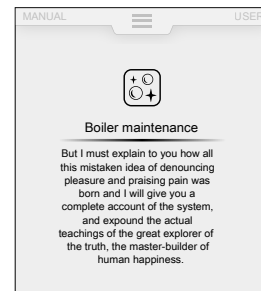 MANUAL
USER
Boiler maintenance
But I must explain to you how all
this mistaken idea of denouncing
pleasure and praising pain was
born and I will give you a
complete account of the system,
and expound the actual
teachings of the great explorer of
the truth, the master-builder of
human happiness.